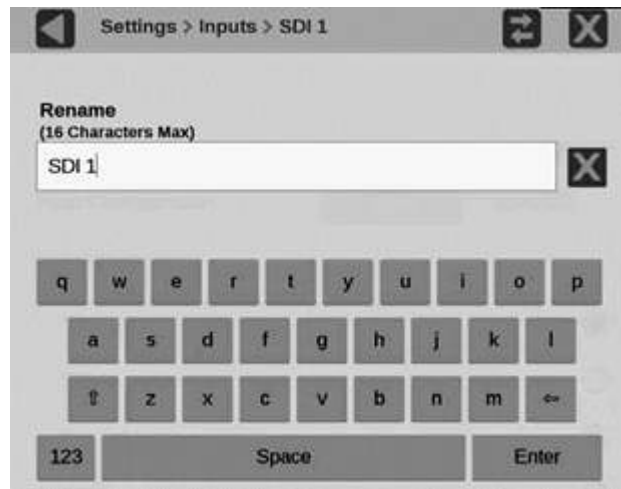 Settings > Inputs > SDI 1
Rename
(16 Characters Max)
SDI 1
q w e r t y u i o p
a s d f g h j k l
⇧ z x c v b n m ⇦
123 Space Enter